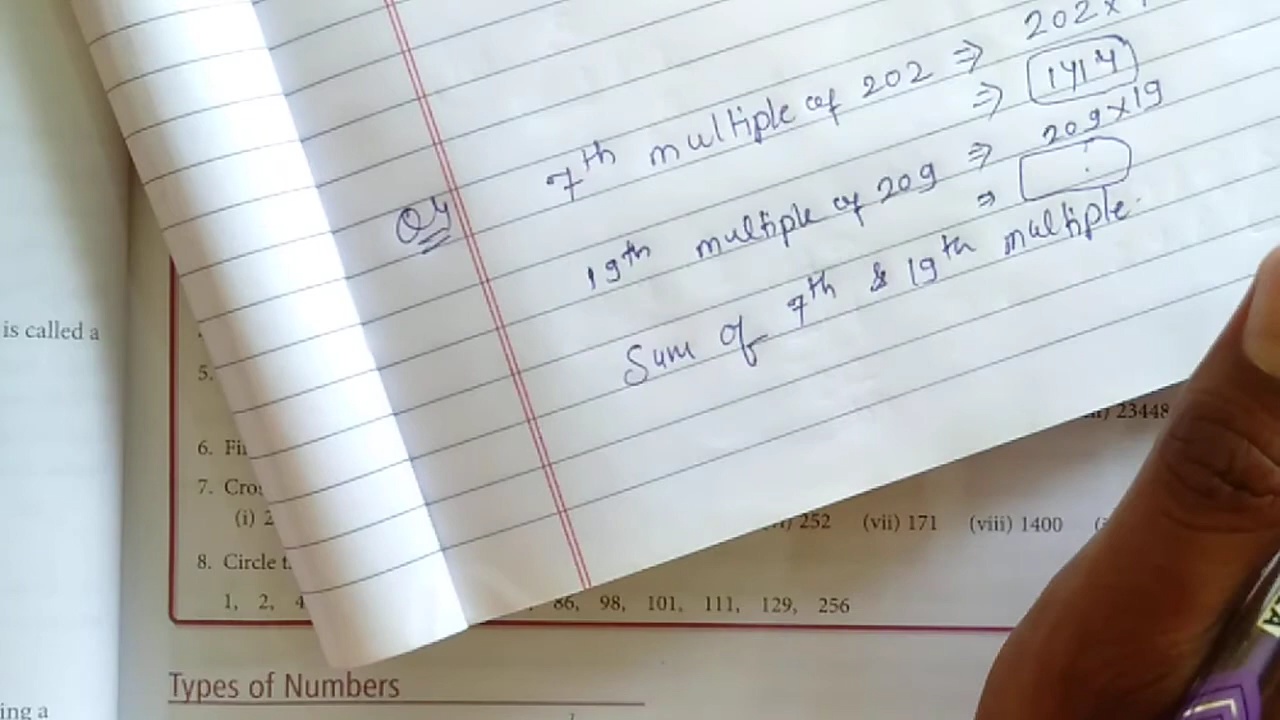 202×
7th multiple of 202 ⇒
⇒ 1414
Q4
19th multiple of 209 ⇒ 209×19
⇒
Sum of 7th & 19th multiple.
is called a
5.
6.
7.
(i) 2
23448
252 (vii) 171 (viii) 1400
8. Circle
1, 2, 4
86, 98, 101, 111, 129, 256
Types of Numbers
ing a